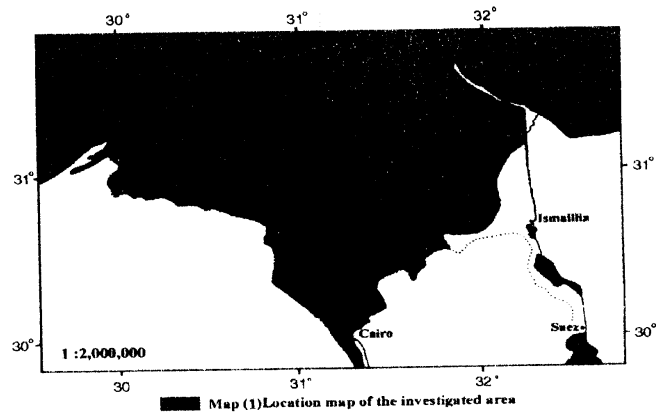 30° 31° 32°
31° 31°
Ismailia
Cairo Suez
30° 1 :2,000,000 30°
30 31° 32°
Map (1)Location map of the investigated area